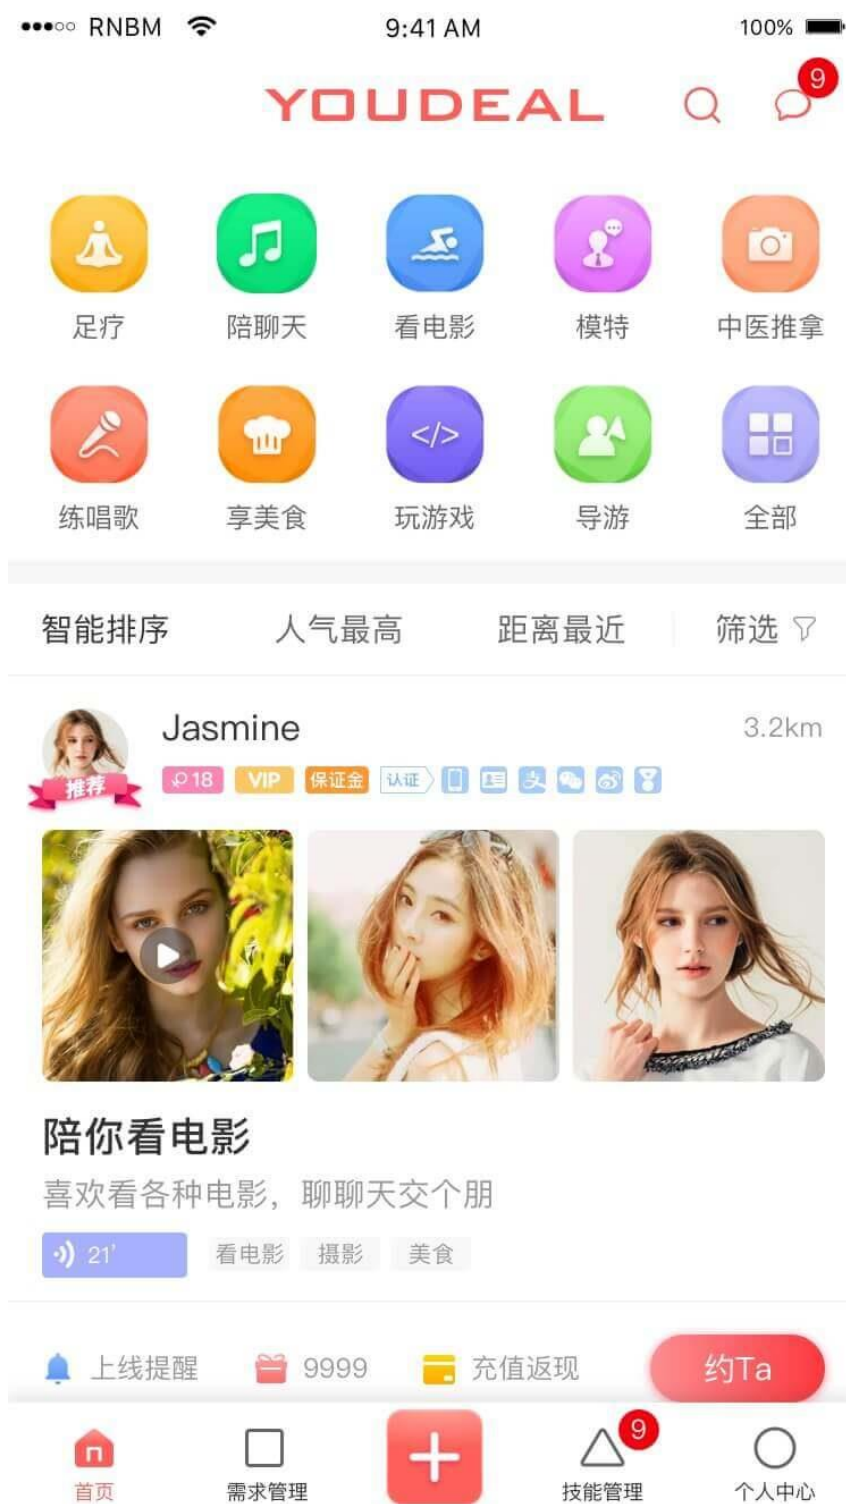 RNBM 9:41 AM 100%
YOUDEAL 9
足疗 陪聊天 看电影 模特 中医推拿
</> 
练唱歌 享美食 玩游戏 导游 全部
智能排序 人气最高 距离最近 筛选
Jasmine 3.2km
推荐 18 VIP 保证金 认证 支
陪你看电影
喜欢看各种电影，聊聊天交个朋
21’ 看电影 摄影 美食
上线提醒 9999 充值返现 约Ta
9
首页 需求管理 技能管理 个人中心